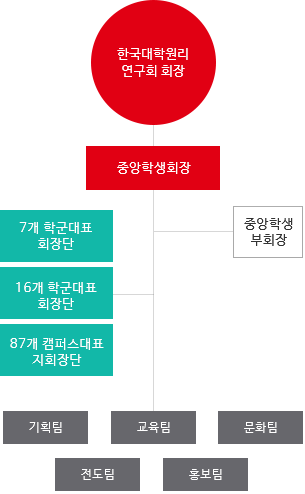 한국대학원리
연구회 회장
중앙학생회장
7개 학군대표
회장단
중앙학생
부회장
16개 학군대표
회장단
87개 캠퍼스대표
지회장단
기획팀
교육팀
문화팀
전도팀
홍보팀